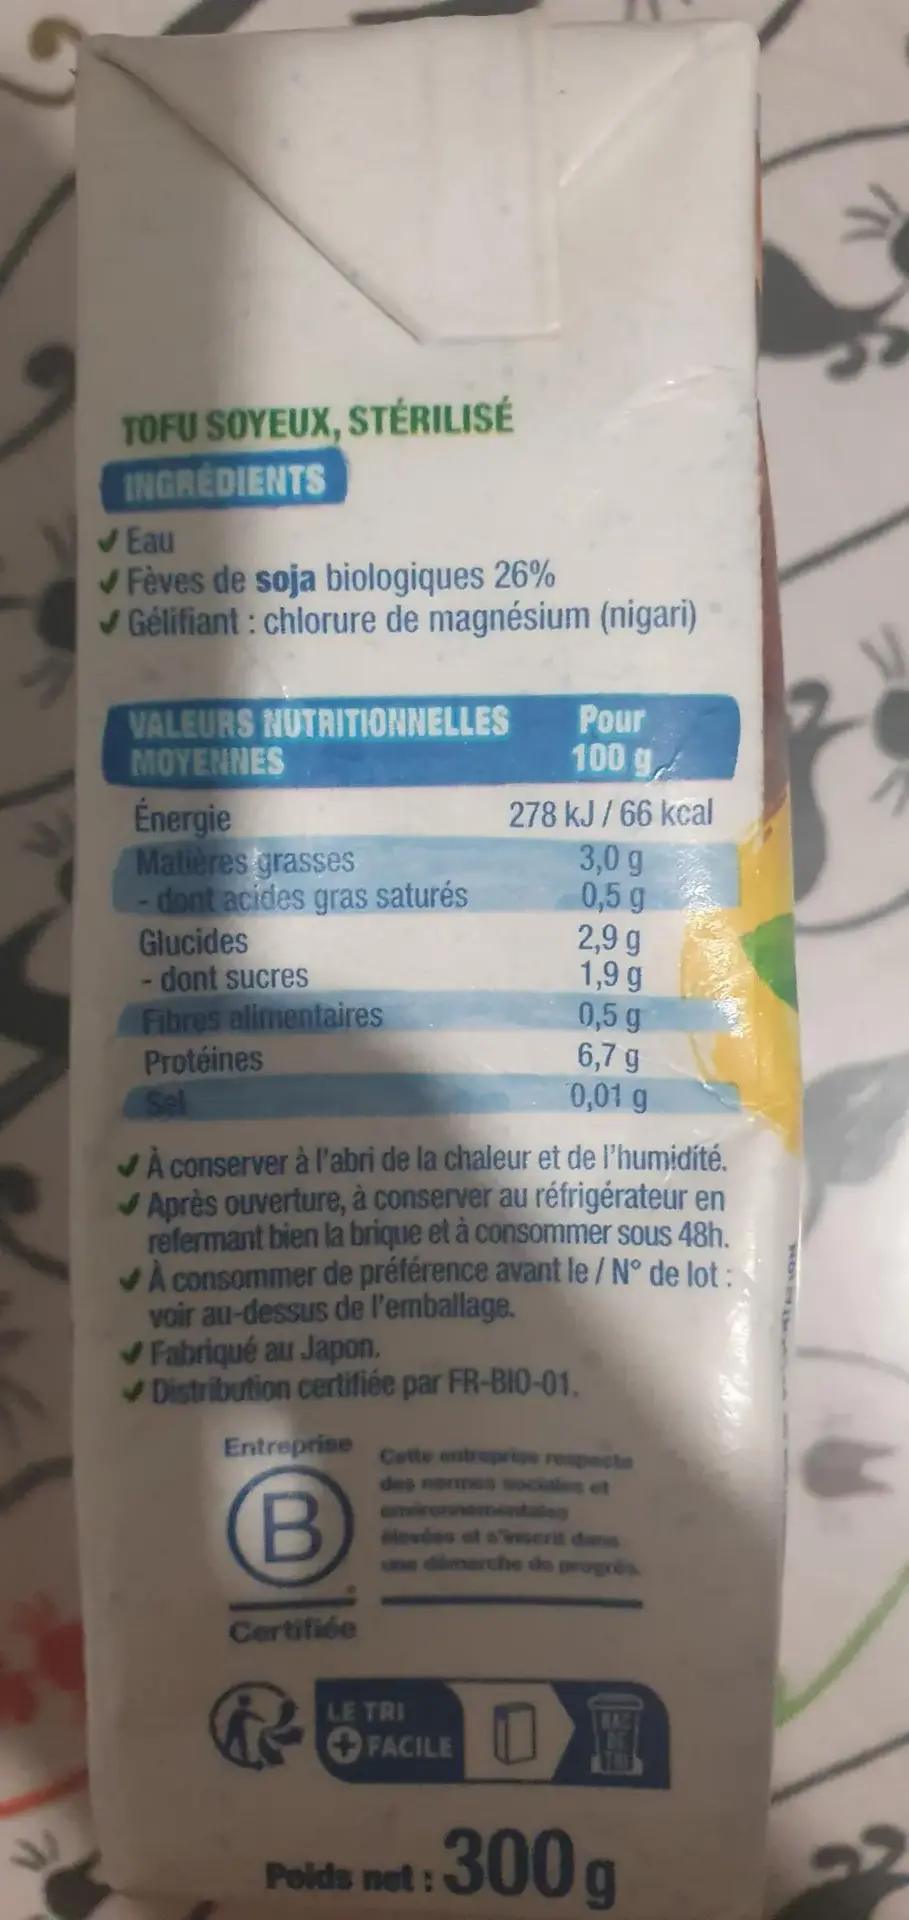 TOFU SOYEUX, STÉRILISÉ
INGRÉDIENTS
✓ Eau
✓ Fèves de soja biologiques 26%
✓ Gélifiant : chlorure de magnésium (nigari)
VALEURS NUTRITIONNELLES Pour
MOYENNES 100 g
Énergie 278 kJ / 66 kcal
Matières grasses 3,0 g
- dont acides gras saturés 0,5 g
Glucides 2,9 g
- dont sucres 1,9 g
Fibres alimentaires 0,5 g
Protéines 6,7 g
Sel 0,01 g
✓ À conserver à l'abri de la chaleur et de l'humidité.
✓ Après ouverture, à conserver au réfrigérateur en
refermant bien la brique et à consommer sous 48h.
✓ À consommer de préférence avant le / N° de lot :
voir au-dessus de l'emballage.
✓ Fabriqué au Japon.
✓ Distribution certifiée par FR-BIO-01.
Entreprise
B
Certifiée
Cette entreprise respecte
des normes sociales et
environnementales
élevées et s'inscrit dans
une démarche de progrès.
LE TRI
+ FACILE
BAC
DE
TRI
Poids net : 300 g